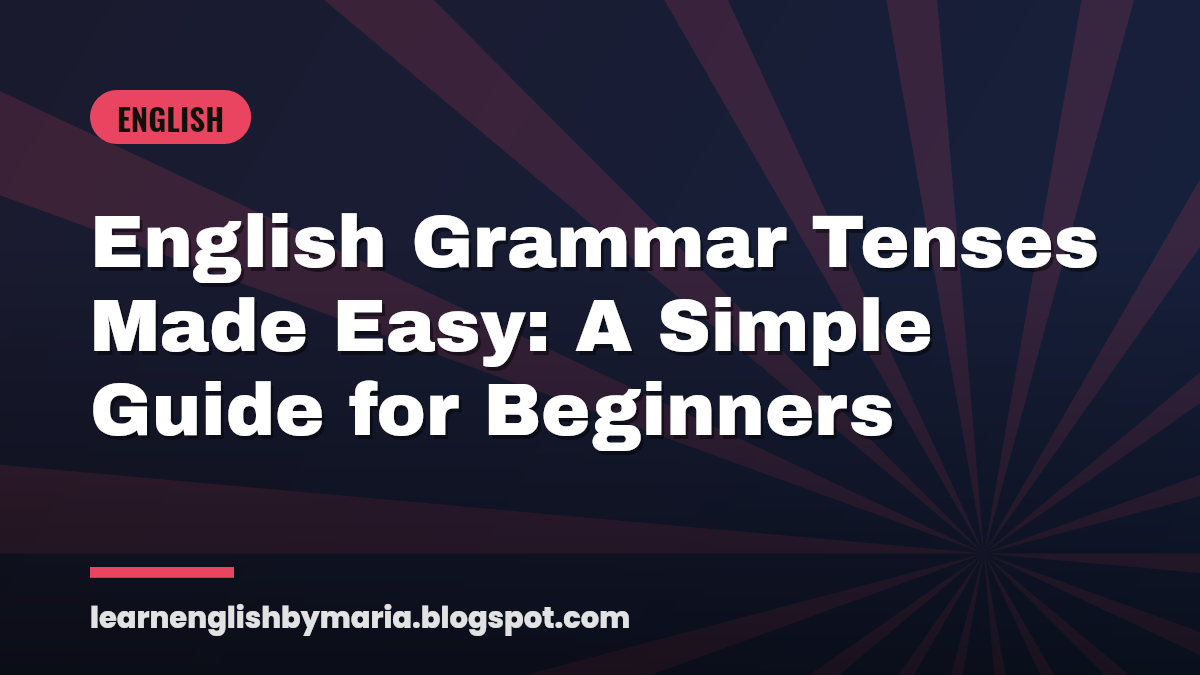 ENGLISH
English Grammar Tenses
Made Easy: A Simple
Guide for Beginners
learnenglishbymaria.blogspot.com